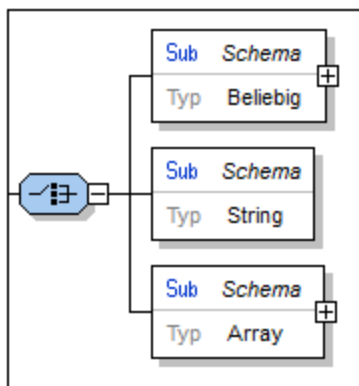 Sub Schema
Typ Beliebig
Sub Schema
Typ String
Sub Schema
Typ Array